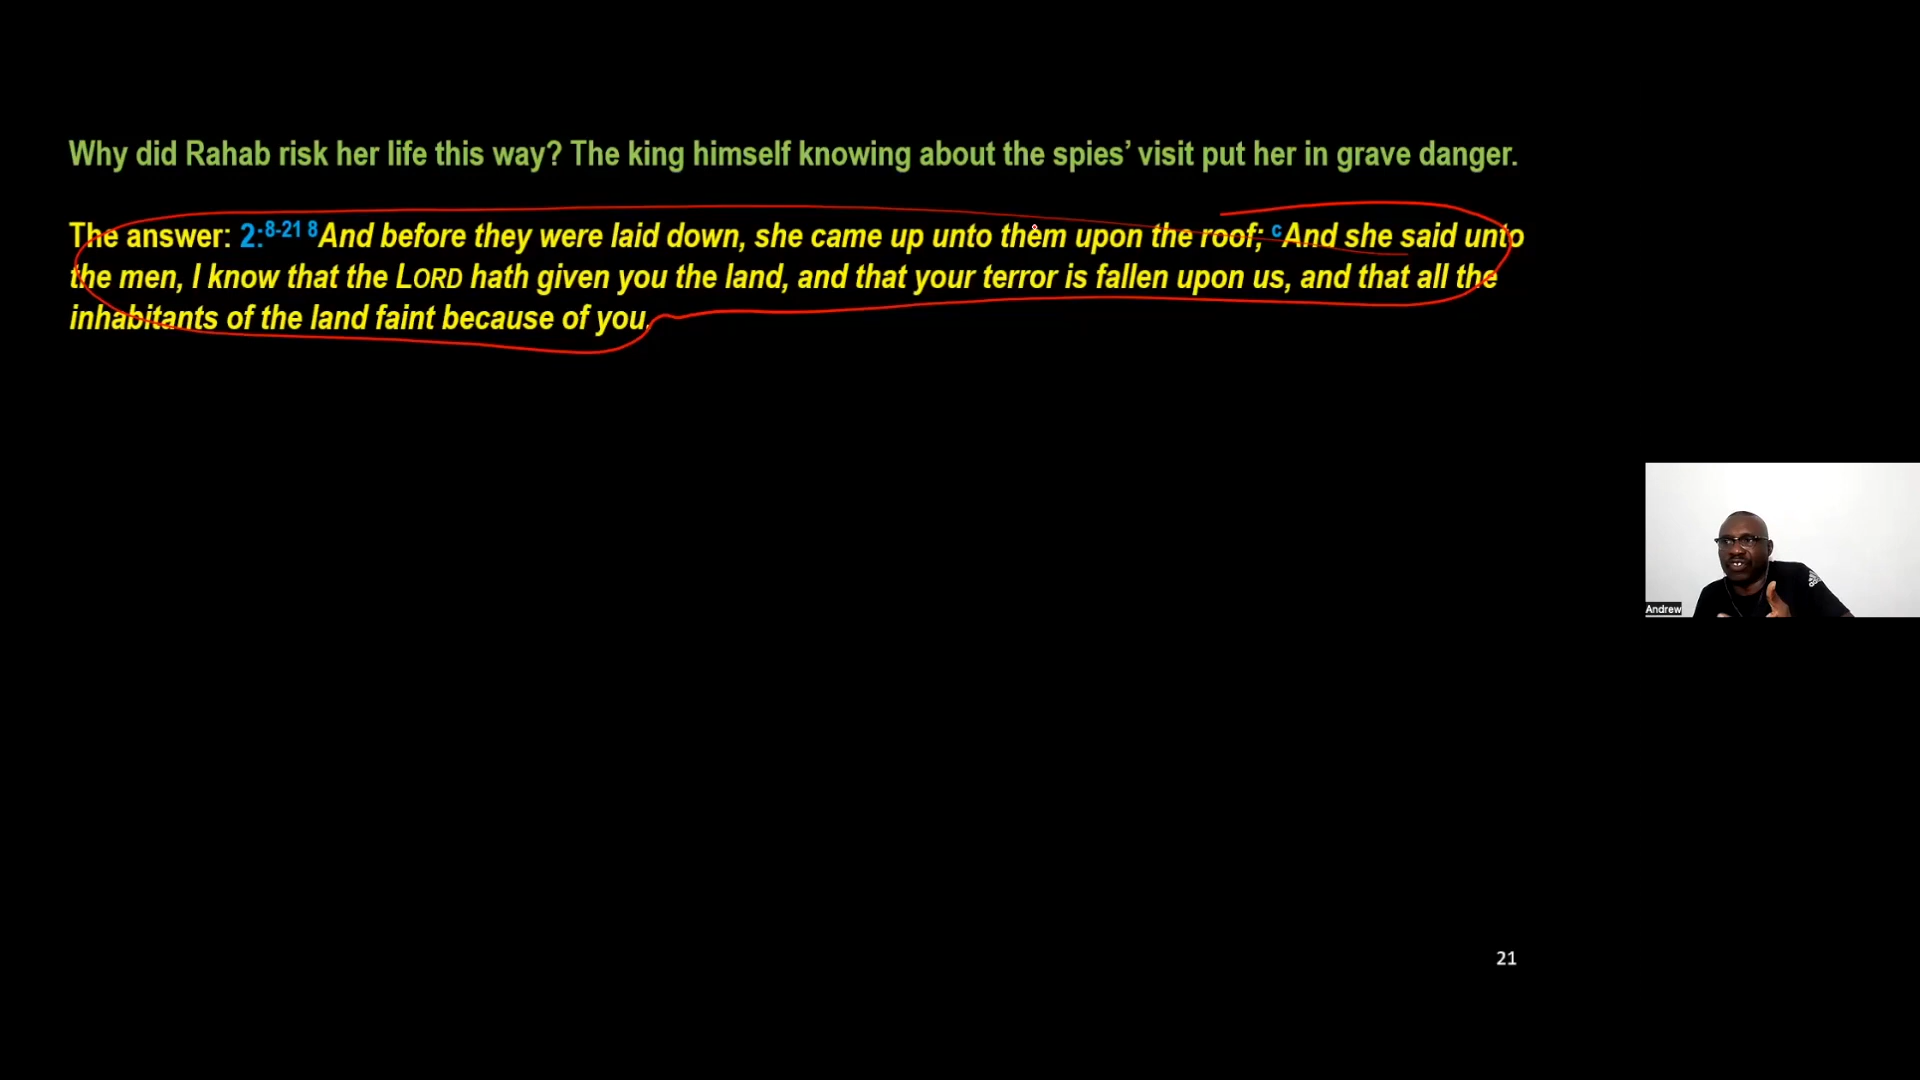 Why did Rahab risk her life this way? The king himself knowing about the spies’ visit put her in grave danger.
The answer: 2:8-21 8And before they were laid down, she came up unto them upon the roof; cAnd she said unto
the men, I know that the LORD hath given you the land, and that your terror is fallen upon us, and that all the
inhabitants of the land faint because of you.
Andrew
21